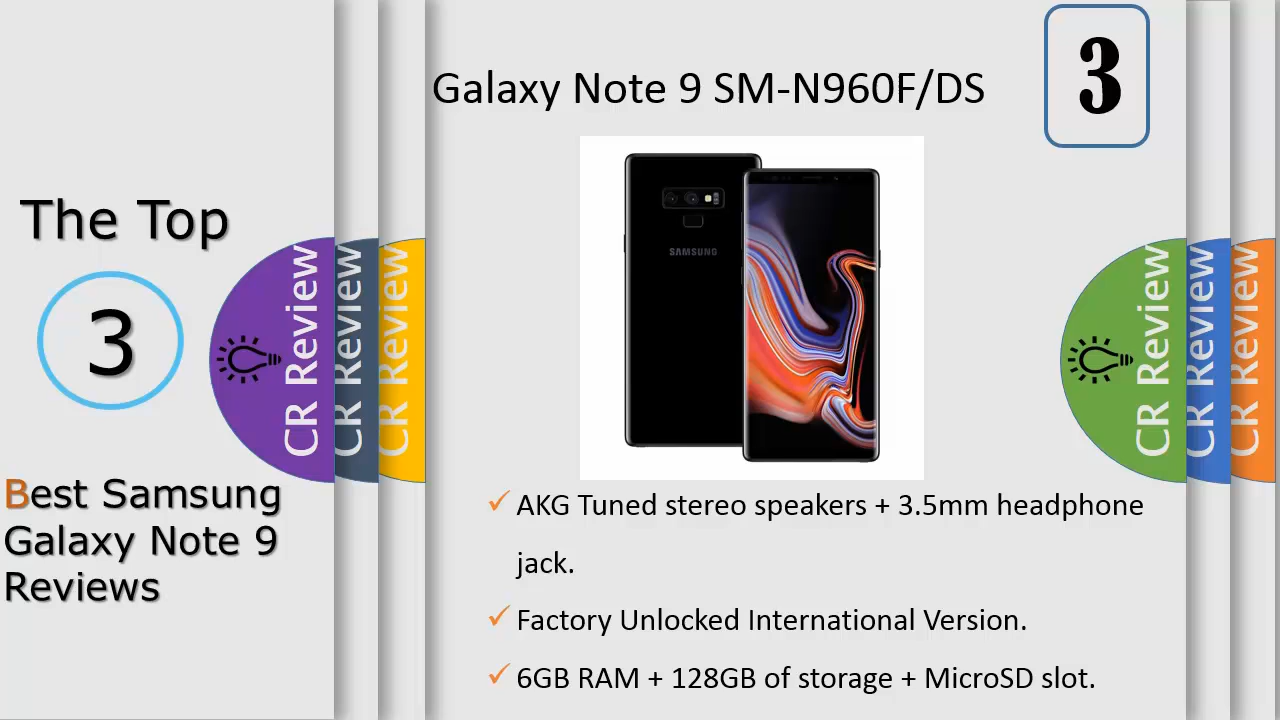 The Top
3
Best Samsung
Galaxy Note 9
Reviews
CR Review
CR Review
CR Review
Galaxy Note 9 SM-N960F/DS
3
SAMSUNG
AKG Tuned stereo speakers + 3.5mm headphone
jack.
Factory Unlocked International Version.
6GB RAM + 128GB of storage + MicroSD slot.
CR Review
CR Review
CR Review